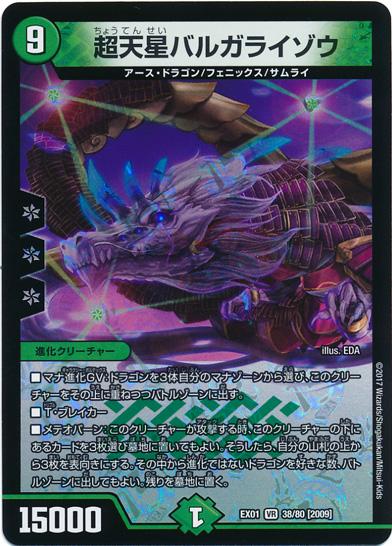 9
ちょうてんせい
超天星バルガライゾウ
アース・ドラゴン/フェニックス/サムライ
進化クリーチャー
illus. EDA
■マナ進化GV:ドラゴンを3体自分のマナゾーンから選び、このクリー
チャーをその上に重ねつつバトルゾーンに出す。
■T・ブレイカー
■メテオバーン:このクリーチャーが攻撃する時、このクリーチャーの下に
あるカードを3枚選び墓地に置いてもよい。そうしたら、自分の山札の上か
ら3枚を表向きにする。その中から進化ではないドラゴンを好きな数、バト
ルゾーンに出してもよい。残りを墓地に置く。
©2017 Wizards/Shogakukan/Mitsui-Kids
15000
1
EX01 VR 38/80 [2009]